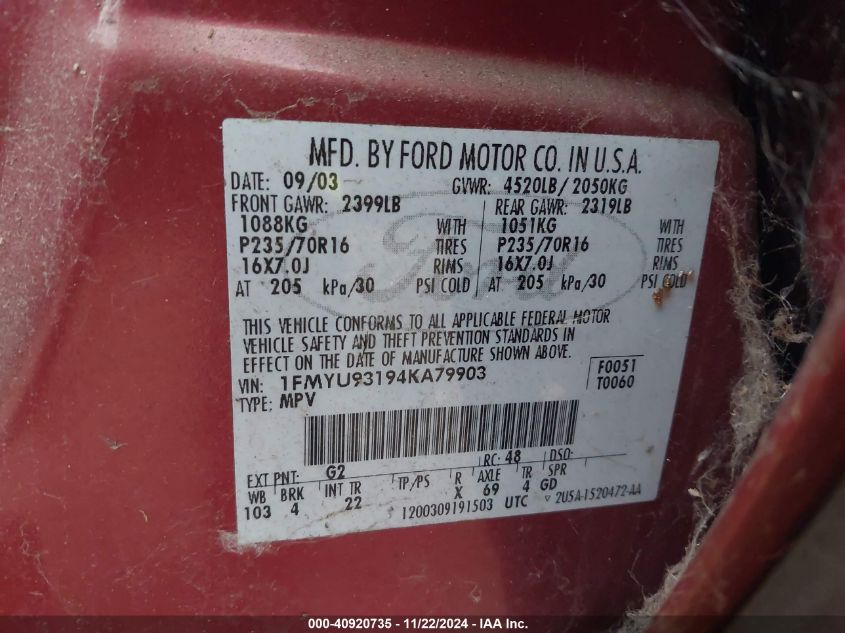 MFD. BY FORD MOTOR CO. IN U.S.A.
DATE: 09/03 GVWR: 4520LB/ 2050KG
FRONT GAWR: 2399LB REAR GAWR: 2319LB
1088KG WITH 1051KG WITH
P235/70R16 TIRES P235/70R16 TIRES
16X7.0J RIMS 16X7.0J RIMS
AT 205 kPa/30 PSI COLD AT 205 kPa/30 PSI COLD
Ford
THIS VEHICLE CONFORMS TO ALL APPLICABLE FEDERAL MOTOR
VEHICLE SAFETY AND THEFT PREVENTION STANDARDS IN
EFFECT ON THE DATE OF MANUFACTURE SHOWN ABOVE.
VIN: 1FMYU93194KA79903 F0051
TYPE: MPV T0060
EXT PNT: G2 RC: 48 DSO:
WB BRK INT TR TP/PS R AXLE TR SPR
103 4 22 X 69 4 GD
1200309191503 UTC V 2U5A-1520472-AA
000-40920735 - 11/22/2024 - IAA Inc.